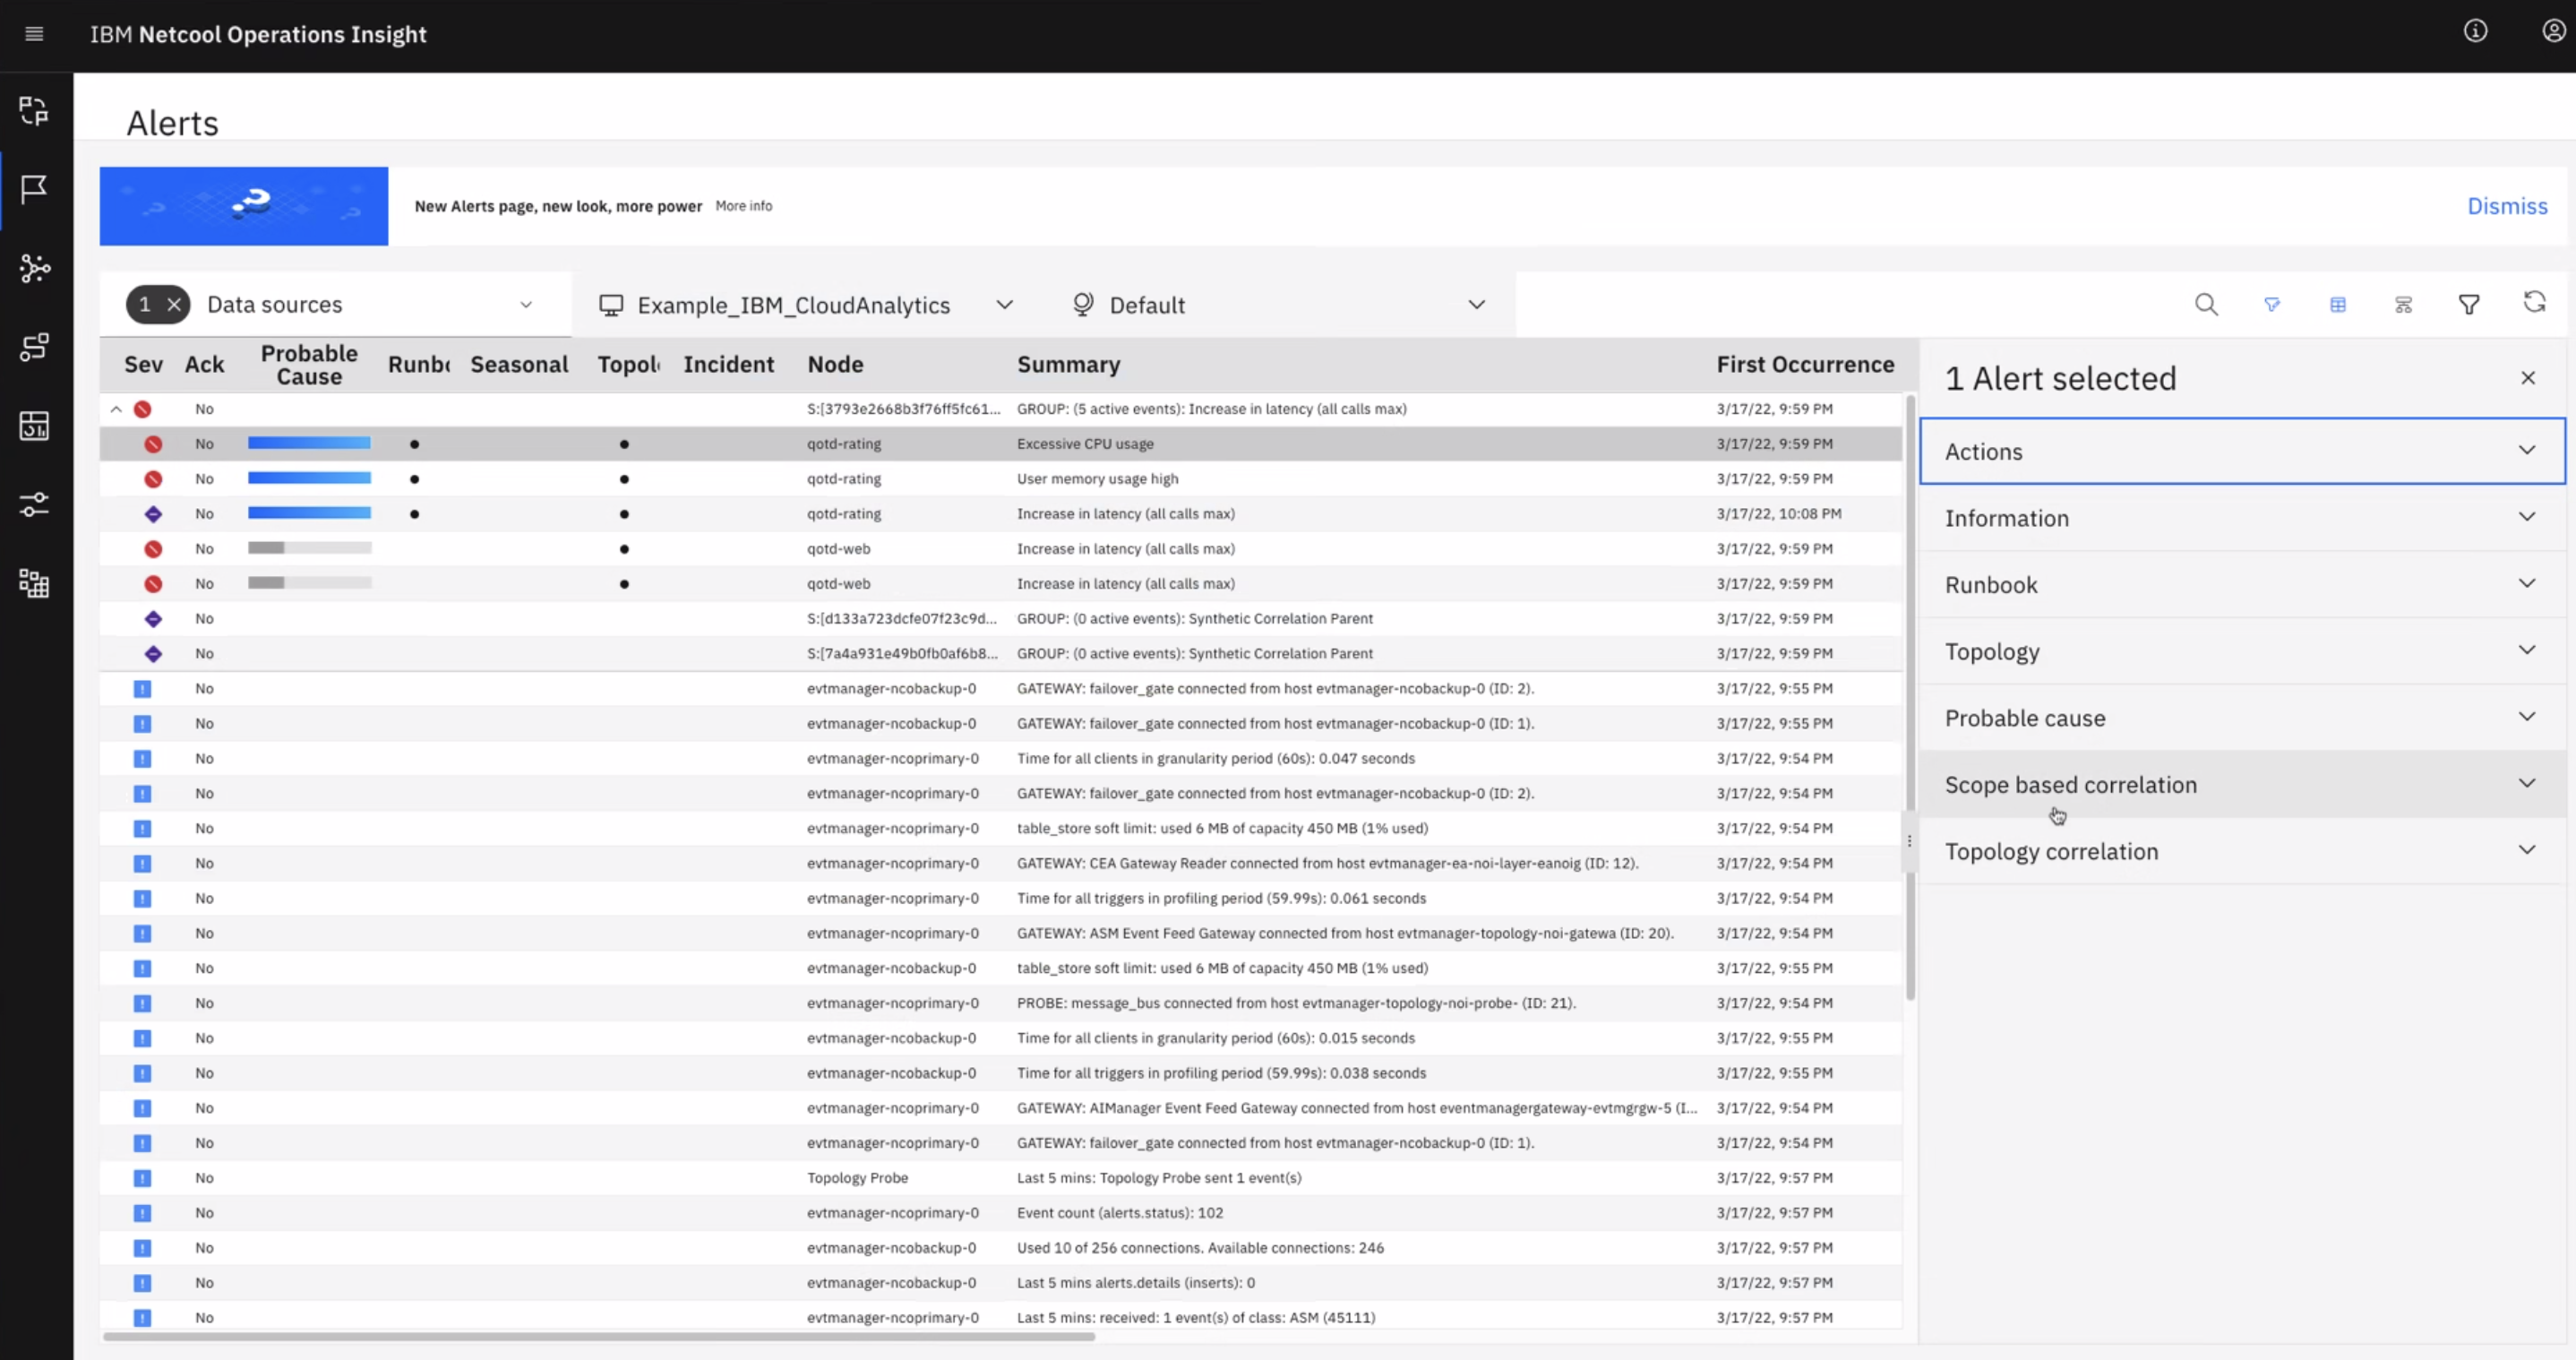 IBM Netcool Operations Insight
Alerts
New Alerts page, new look, more power More info
Dismiss
1 Data sources Example_IBM_CloudAnalytics Default
Sev Ack Probable Cause Runb Seasonal Topol Incident Node Summary First Occurrence
No S:[3793e2668b3f76ff5fc61... GROUP: (5 active events): Increase in latency (all calls max) 3/17/22, 9:59 PM
No qotd-rating Excessive CPU usage 3/17/22, 9:59 PM
No qotd-rating User memory usage high 3/17/22, 9:59 PM
No qotd-rating Increase in latency (all calls max) 3/17/22, 10:08 PM
No qotd-web Increase in latency (all calls max) 3/17/22, 9:59 PM
No qotd-web Increase in latency (all calls max) 3/17/22, 9:59 PM
No S:[d133a723dcfe07f23c9d... GROUP: (0 active events): Synthetic Correlation Parent 3/17/22, 9:59 PM
No S:[7a4a931e49b0fb0af6b8... GROUP: (0 active events): Synthetic Correlation Parent 3/17/22, 9:59 PM
No evtmanager-ncobackup-0 GATEWAY: failover_gate connected from host evtmanager-ncobackup-0 (ID: 2). 3/17/22, 9:55 PM
No evtmanager-ncobackup-0 GATEWAY: failover_gate connected from host evtmanager-ncobackup-0 (ID: 1). 3/17/22, 9:55 PM
No evtmanager-ncoprimary-0 Time for all clients in granularity period (60s): 0.047 seconds 3/17/22, 9:54 PM
No evtmanager-ncoprimary-0 GATEWAY: failover_gate connected from host evtmanager-ncobackup-0 (ID: 2). 3/17/22, 9:54 PM
No evtmanager-ncoprimary-0 table_store soft limit: used 6 MB of capacity 450 MB (1% used) 3/17/22, 9:54 PM
No evtmanager-ncoprimary-0 GATEWAY: CEA Gateway Reader connected from host evtmanager-ea-noi-layer-eanoig (ID: 12). 3/17/22, 9:54 PM
No evtmanager-ncoprimary-0 Time for all triggers in profiling period (59.99s): 0.061 seconds 3/17/22, 9:54 PM
No evtmanager-ncoprimary-0 GATEWAY: ASM Event Feed Gateway connected from host evtmanager-topology-noi-gatewa (ID: 20). 3/17/22, 9:54 PM
No evtmanager-ncobackup-0 table_store soft limit: used 6 MB of capacity 450 MB (1% used) 3/17/22, 9:55 PM
No evtmanager-ncoprimary-0 PROBE: message_bus connected from host evtmanager-topology-noi-probe- (ID: 21). 3/17/22, 9:54 PM
No evtmanager-ncobackup-0 Time for all clients in granularity period (60s): 0.015 seconds 3/17/22, 9:55 PM
No evtmanager-ncobackup-0 Time for all triggers in profiling period (59.99s): 0.038 seconds 3/17/22, 9:55 PM
No evtmanager-ncoprimary-0 GATEWAY: AIManager Event Feed Gateway connected from host eventmanagergateway-evtmgrgw-5 (I... 3/17/22, 9:54 PM
No evtmanager-ncoprimary-0 GATEWAY: failover_gate connected from host evtmanager-ncobackup-0 (ID: 1). 3/17/22, 9:54 PM
No Topology Probe Last 5 mins: Topology Probe sent 1 event(s) 3/17/22, 9:57 PM
No evtmanager-ncoprimary-0 Event count (alerts.status): 102 3/17/22, 9:57 PM
No evtmanager-ncobackup-0 Used 10 of 256 connections. Available connections: 246 3/17/22, 9:57 PM
No evtmanager-ncobackup-0 Last 5 mins alerts.details (inserts): 0 3/17/22, 9:57 PM
No evtmanager-ncoprimary-0 Last 5 mins: received: 1 event(s) of class: ASM (45111) 3/17/22, 9:57 PM
1 Alert selected
Actions
Information
Runbook
Topology
Probable cause
Scope based correlation
Topology correlation